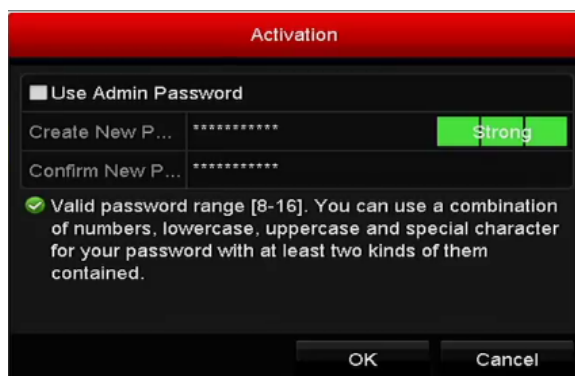 Activation
Use Admin Password
Create New P... *********** Strong
Confirm New P... ***********
Valid password range [8-16]. You can use a combination
of numbers, lowercase, uppercase and special character
for your password with at least two kinds of them
contained.
OK Cancel